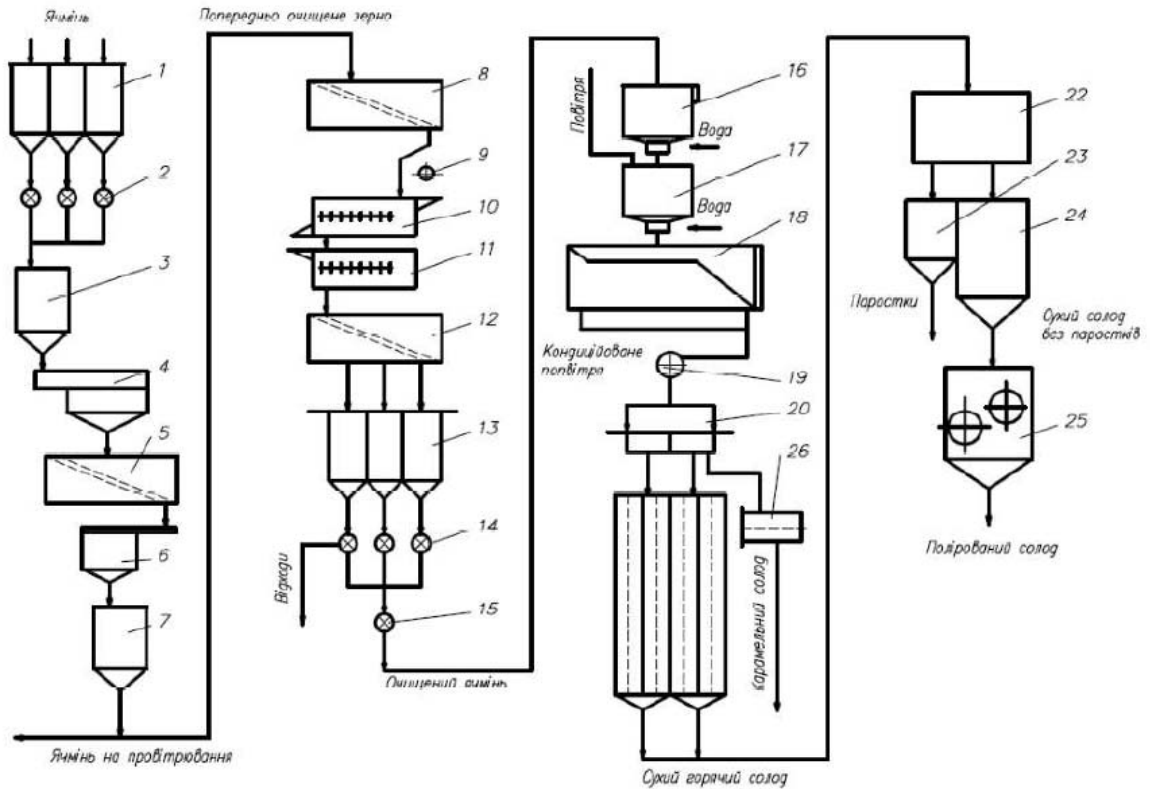 Ячмінь
1
2
3
4
5
6
7
Ячмінь на провітрювання
Попередньо очищене зерно
8
9
10
11
12
13
14
Відходи
15
Очищений ячмінь
Повітря
16
Вода
17
Вода
18
Кондиційоване
повітря
19
20
26
Карамельний солод
Сухий горячий солод
22
23
24
Паростки
Сухий солод
без паростків
25
Полірований солод